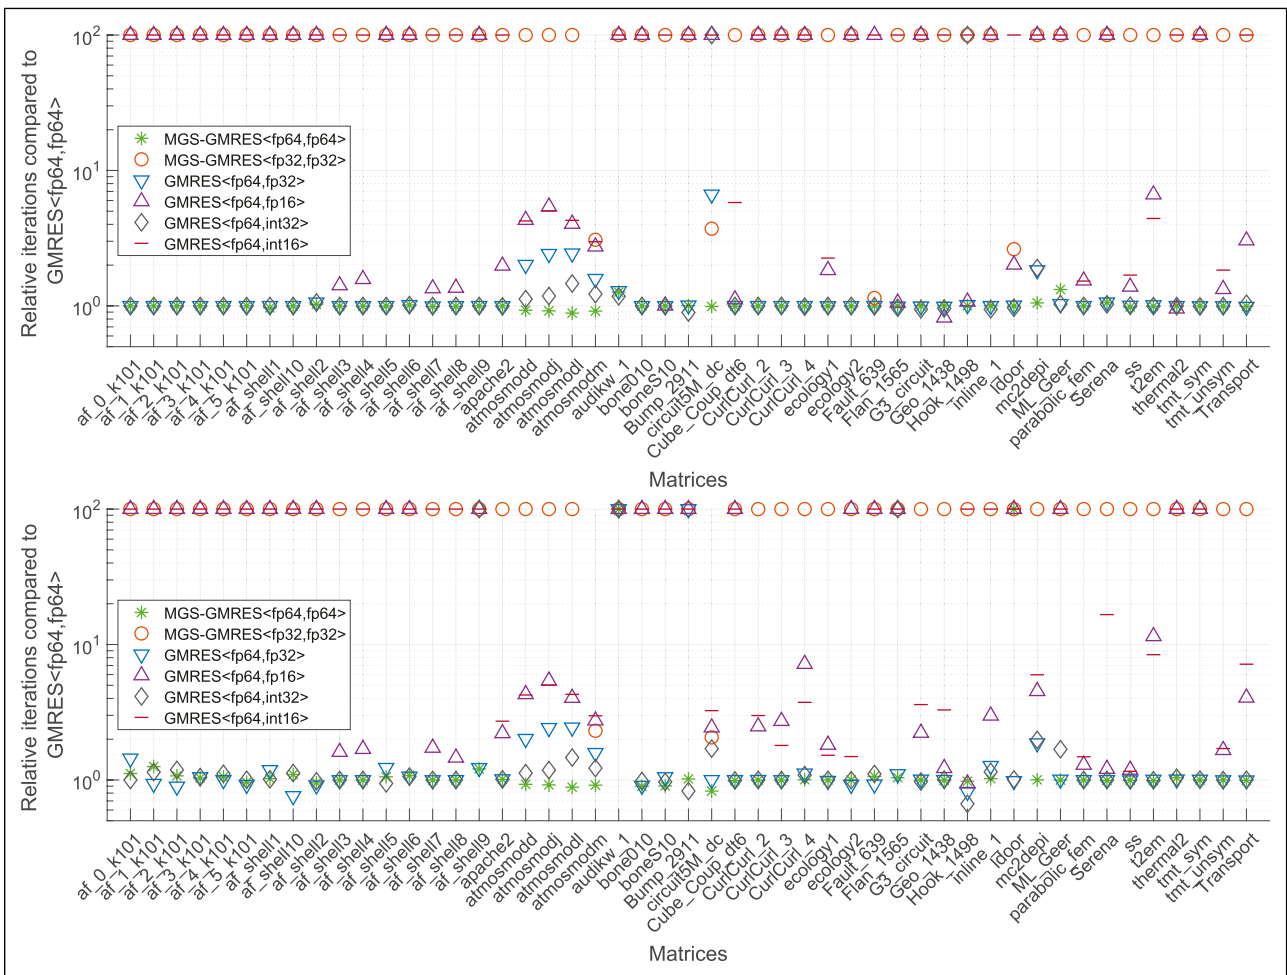 Relative iterations compared to
GMRES<fp64,fp64>
10²
10¹
10⁰
MGS-GMRES<fp64,fp64>
MGS-GMRES<fp32,fp32>
GMRES<fp64,fp32>
GMRES<fp64,fp16>
GMRES<fp64,int32>
GMRES<fp64,int16>
af_0_k101
af_1_k101
af_2_k101
af_3_k101
af_4_k101
af_5_k101
af_shell1
af_shell10
af_shell2
af_shell3
af_shell4
af_shell5
af_shell6
af_shell7
af_shell8
af_shell9
apache2
atmosmodd
atmosmodj
atmosmodl
atmosmodm
audikw_1
bone010
boneS10
Bump_2911
circuit5M_dc
Cube_Coup_dt6
CurlCurl_2
CurlCurl_3
CurlCurl_4
ecology1
ecology2
Fault_639
Flan_1565
G3_circuit
Geo_1438
Hook_1498
inline_1
ldoor
mc2depi
ML_Geer
parabolic_fem
Serena
ss
t2em
thermal2
tmt_sym
tmt_unsym
Transport
Matrices
Relative iterations compared to
GMRES<fp64,fp64>
10²
10¹
10⁰
MGS-GMRES<fp64,fp64>
MGS-GMRES<fp32,fp32>
GMRES<fp64,fp32>
GMRES<fp64,fp16>
GMRES<fp64,int32>
GMRES<fp64,int16>
af_0_k101
af_1_k101
af_2_k101
af_3_k101
af_4_k101
af_5_k101
af_shell1
af_shell10
af_shell2
af_shell3
af_shell4
af_shell5
af_shell6
af_shell7
af_shell8
af_shell9
apache2
atmosmodd
atmosmodj
atmosmodl
atmosmodm
audikw_1
bone010
boneS10
Bump_2911
circuit5M_dc
Cube_Coup_dt6
CurlCurl_2
CurlCurl_3
CurlCurl_4
ecology1
ecology2
Fault_639
Flan_1565
G3_circuit
Geo_1438
Hook_1498
inline_1
ldoor
mc2depi
ML_Geer
parabolic_fem
Serena
ss
t2em
thermal2
tmt_sym
tmt_unsym
Transport
Matrices